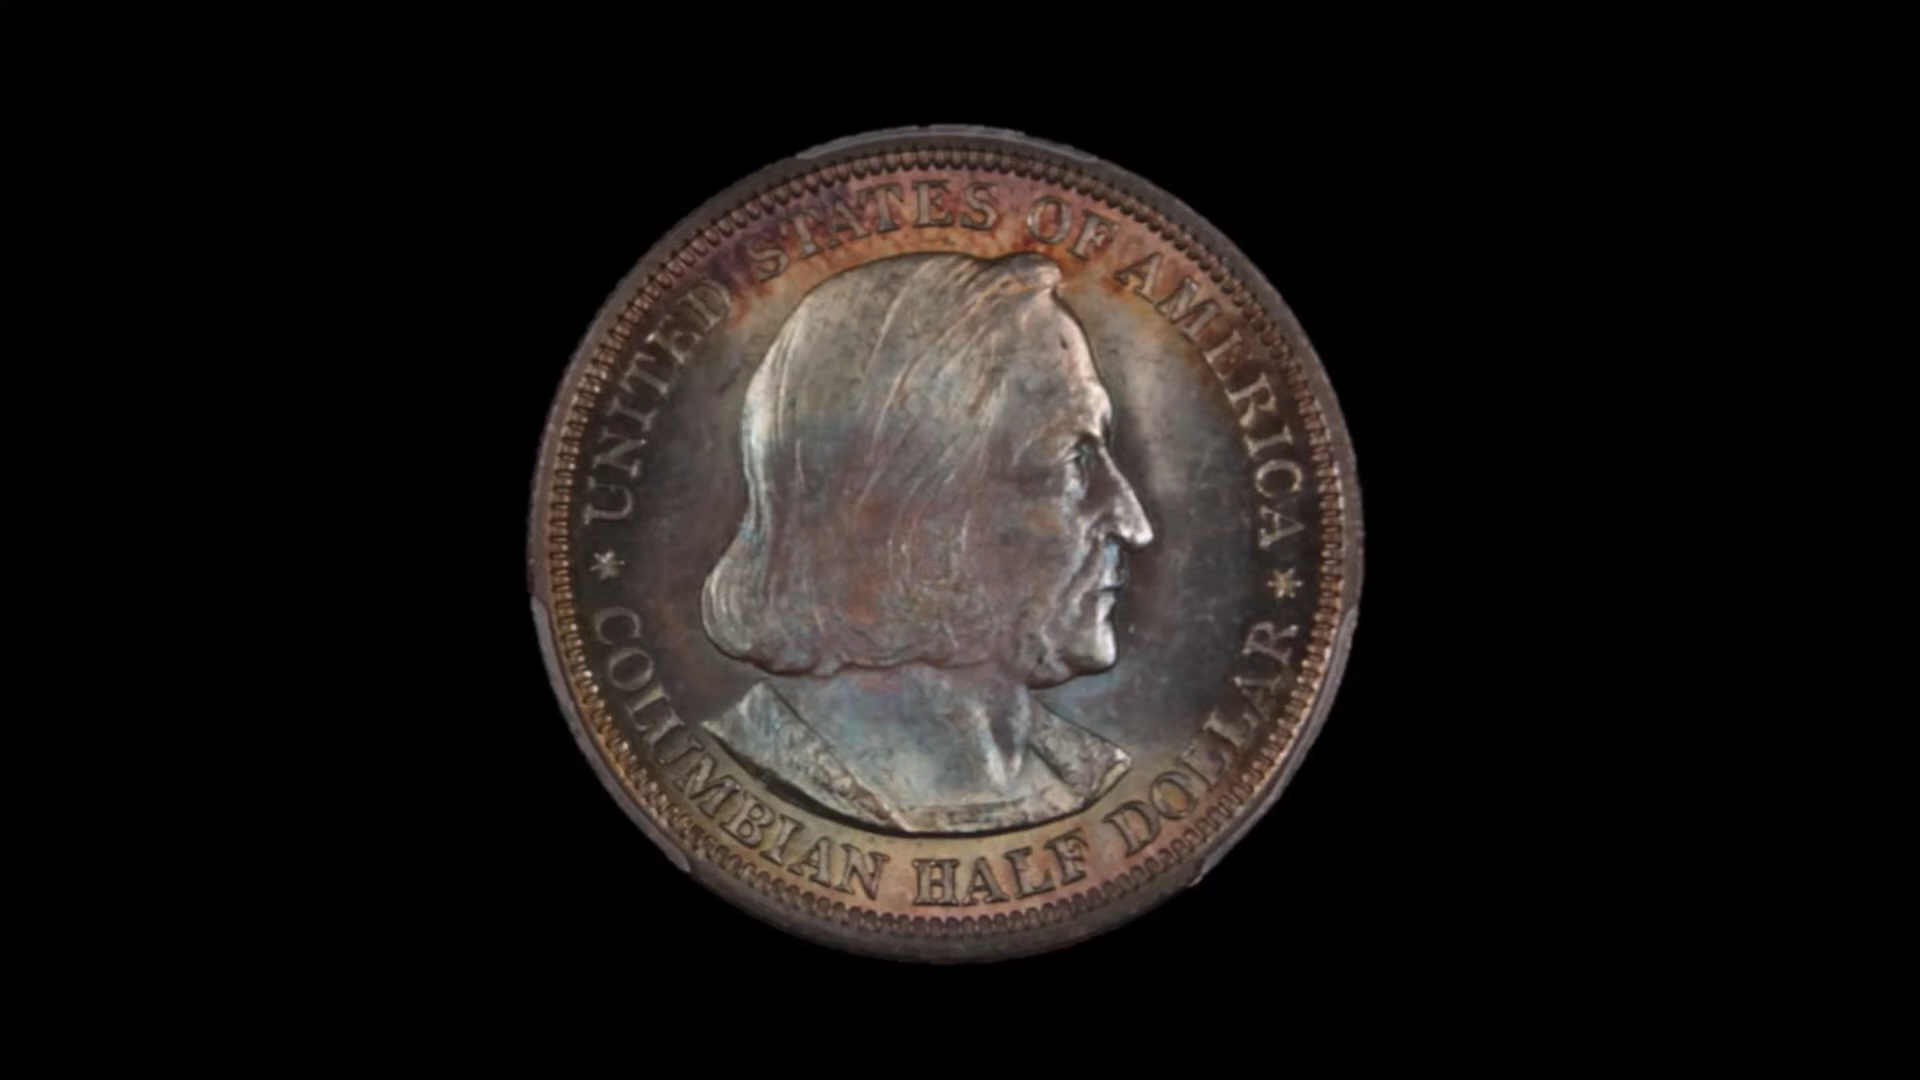 UNITED STATES OF AMERICA
* COLUMBIAN HALF DOLLAR *